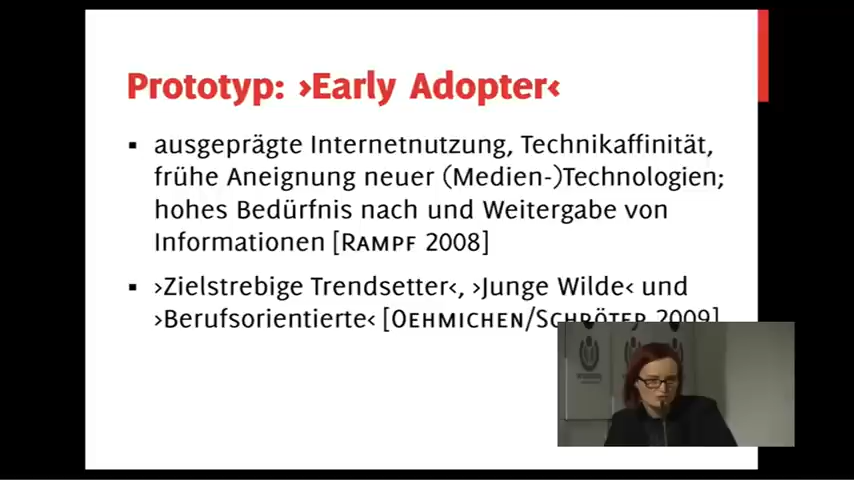 Prototyp: ›Early Adopter‹
▪ ausgeprägte Internetnutzung, Technikaffinität,
frühe Aneignung neuer (Medien-)Technologien;
hohes Bedürfnis nach und Weitergabe von
Informationen [RAMPF 2008]
▪ ›Zielstrebige Trendsetter‹, ›Junge Wilde‹ und
›Berufsorientierte‹ [OEHMICHEN/SCHRÖTER 2009]